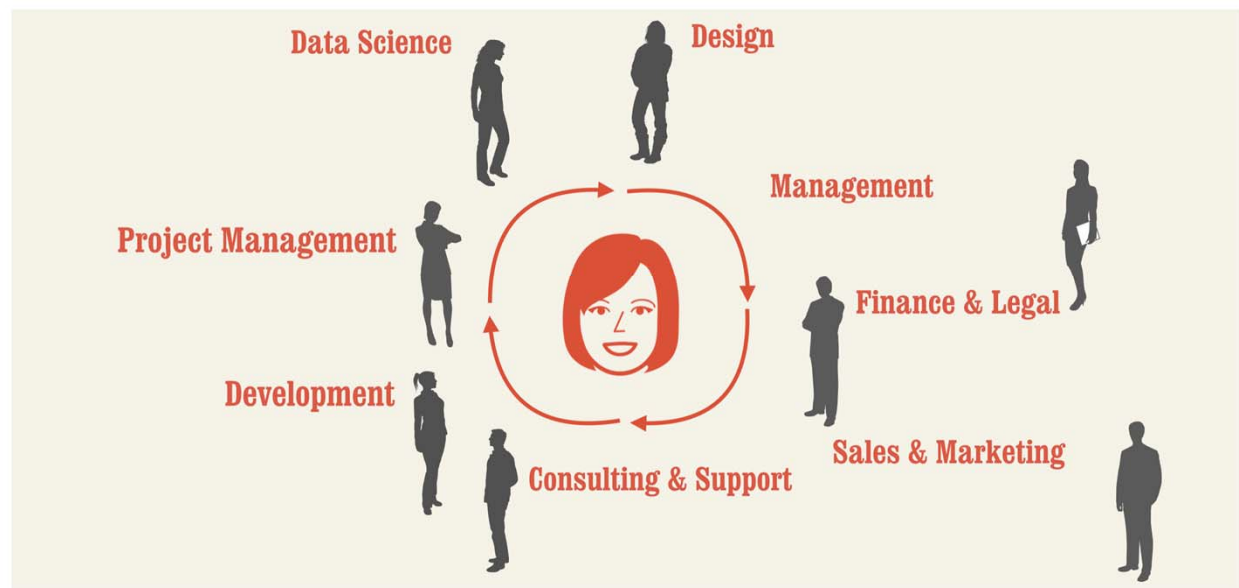 Data Science
Design
Management
Project Management
Finance & Legal
Development
Sales & Marketing
Consulting & Support